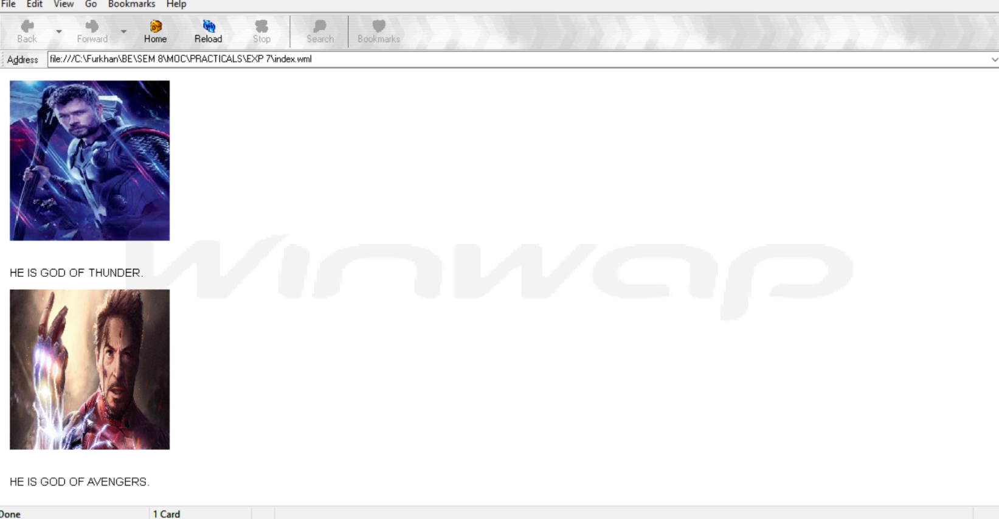 File Edit View Go Bookmarks Help
Back Forward Home Reload Stop Search Bookmarks
Address file:///C:\Furkhan\BE\SEM 8\MOC\PRACTICALS\EXP 7\index.wml
winwap
HE IS GOD OF THUNDER.
HE IS GOD OF AVENGERS.
Done 1 Card